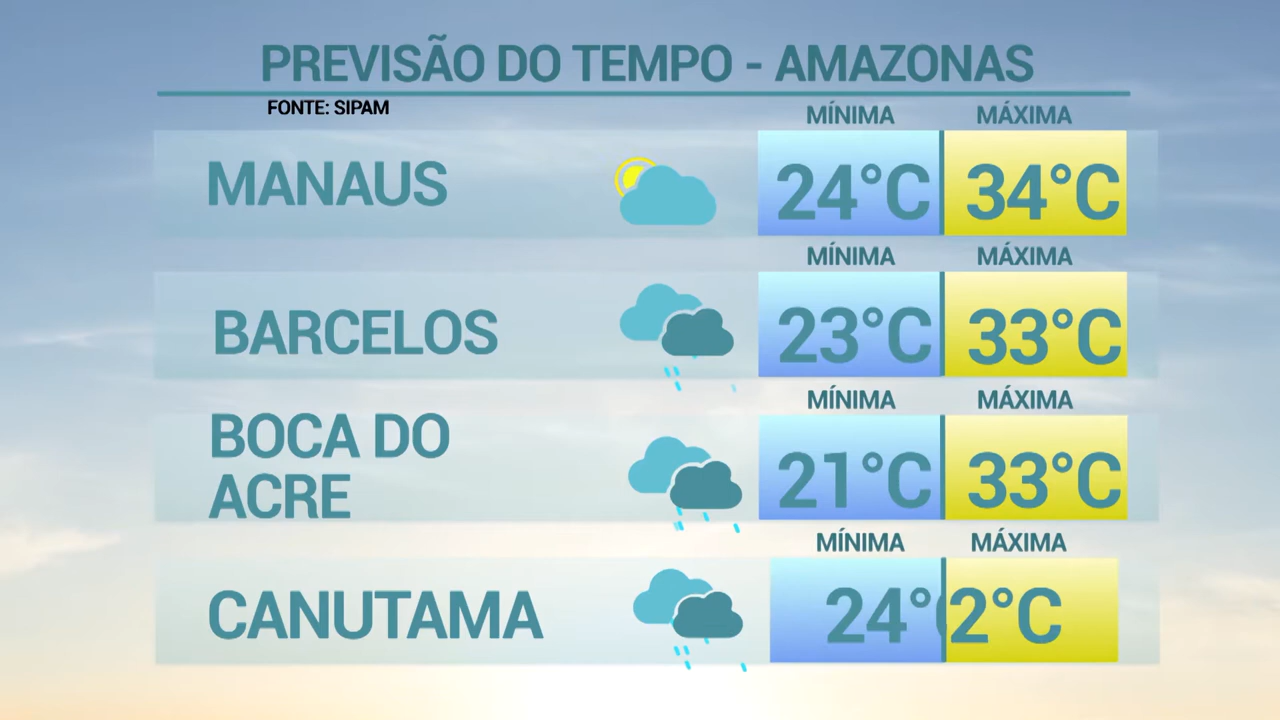 PREVISÃO DO TEMPO - AMAZONAS
FONTE: SIPAM
MÍNIMA MÁXIMA
MANAUS 24°C 34°C
MÍNIMA MÁXIMA
BARCELOS 23°C 33°C
MÍNIMA MÁXIMA
BOCA DO
ACRE 21°C 33°C
MÍNIMA MÁXIMA
CANUTAMA 24° 2°C